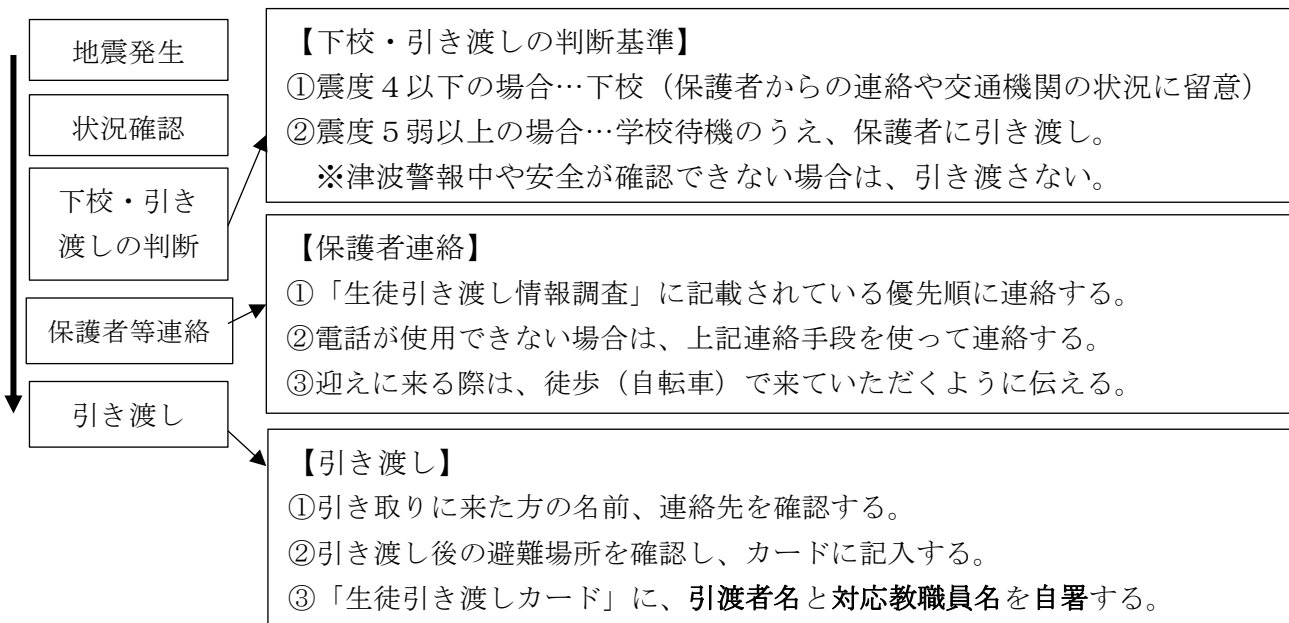 地震発生
状況確認
下校・引き
渡しの判断
保護者等連絡
引き渡し
【下校・引き渡しの判断基準】
①震度４以下の場合…下校（保護者からの連絡や交通機関の状況に留意）
②震度５弱以上の場合…学校待機のうえ、保護者に引き渡し。
※津波警報中や安全が確認できない場合は、引き渡さない。
【保護者連絡】
①「生徒引き渡し情報調査」に記載されている優先順に連絡する。
②電話が使用できない場合は、上記連絡手段を使って連絡する。
③迎えに来る際は、徒歩（自転車）で来ていただくように伝える。
【引き渡し】
①引き取りに来た方の名前、連絡先を確認する。
②引き渡し後の避難場所を確認し、カードに記入する。
③「生徒引き渡しカード」に、引渡者名と対応教職員名を自署する。